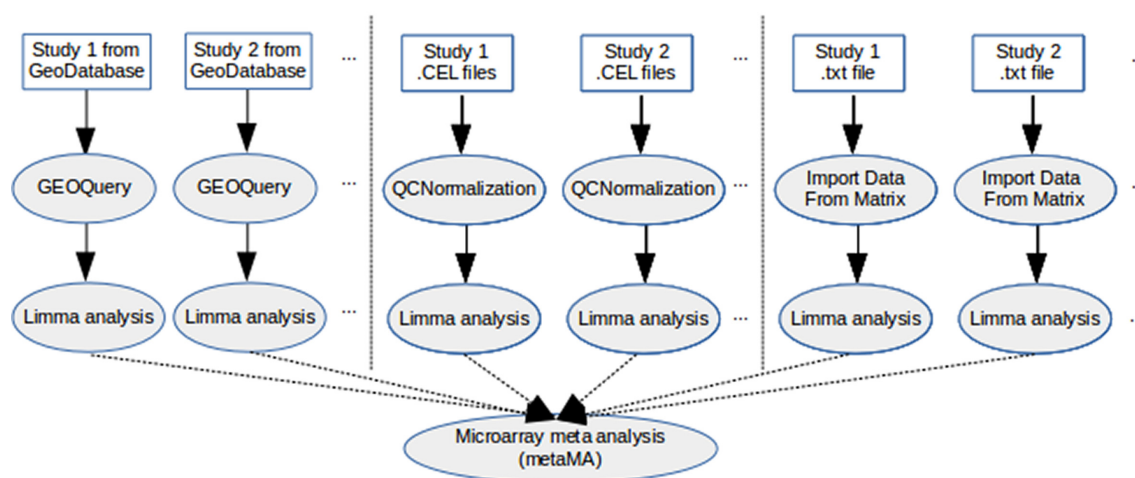 Study 1 from
GeoDatabase
Study 2 from
GeoDatabase
...
Study 1
.CEL files
Study 2
.CEL files
...
Study 1
.txt file
Study 2
.txt file
GEOQuery
GEOQuery
...
QCNormalization
QCNormalization
...
Import Data
From Matrix
Import Data
From Matrix
Limma analysis
Limma analysis
...
Limma analysis
Limma analysis
...
Limma analysis
Limma analysis
Microarray meta analysis
(metaMA)